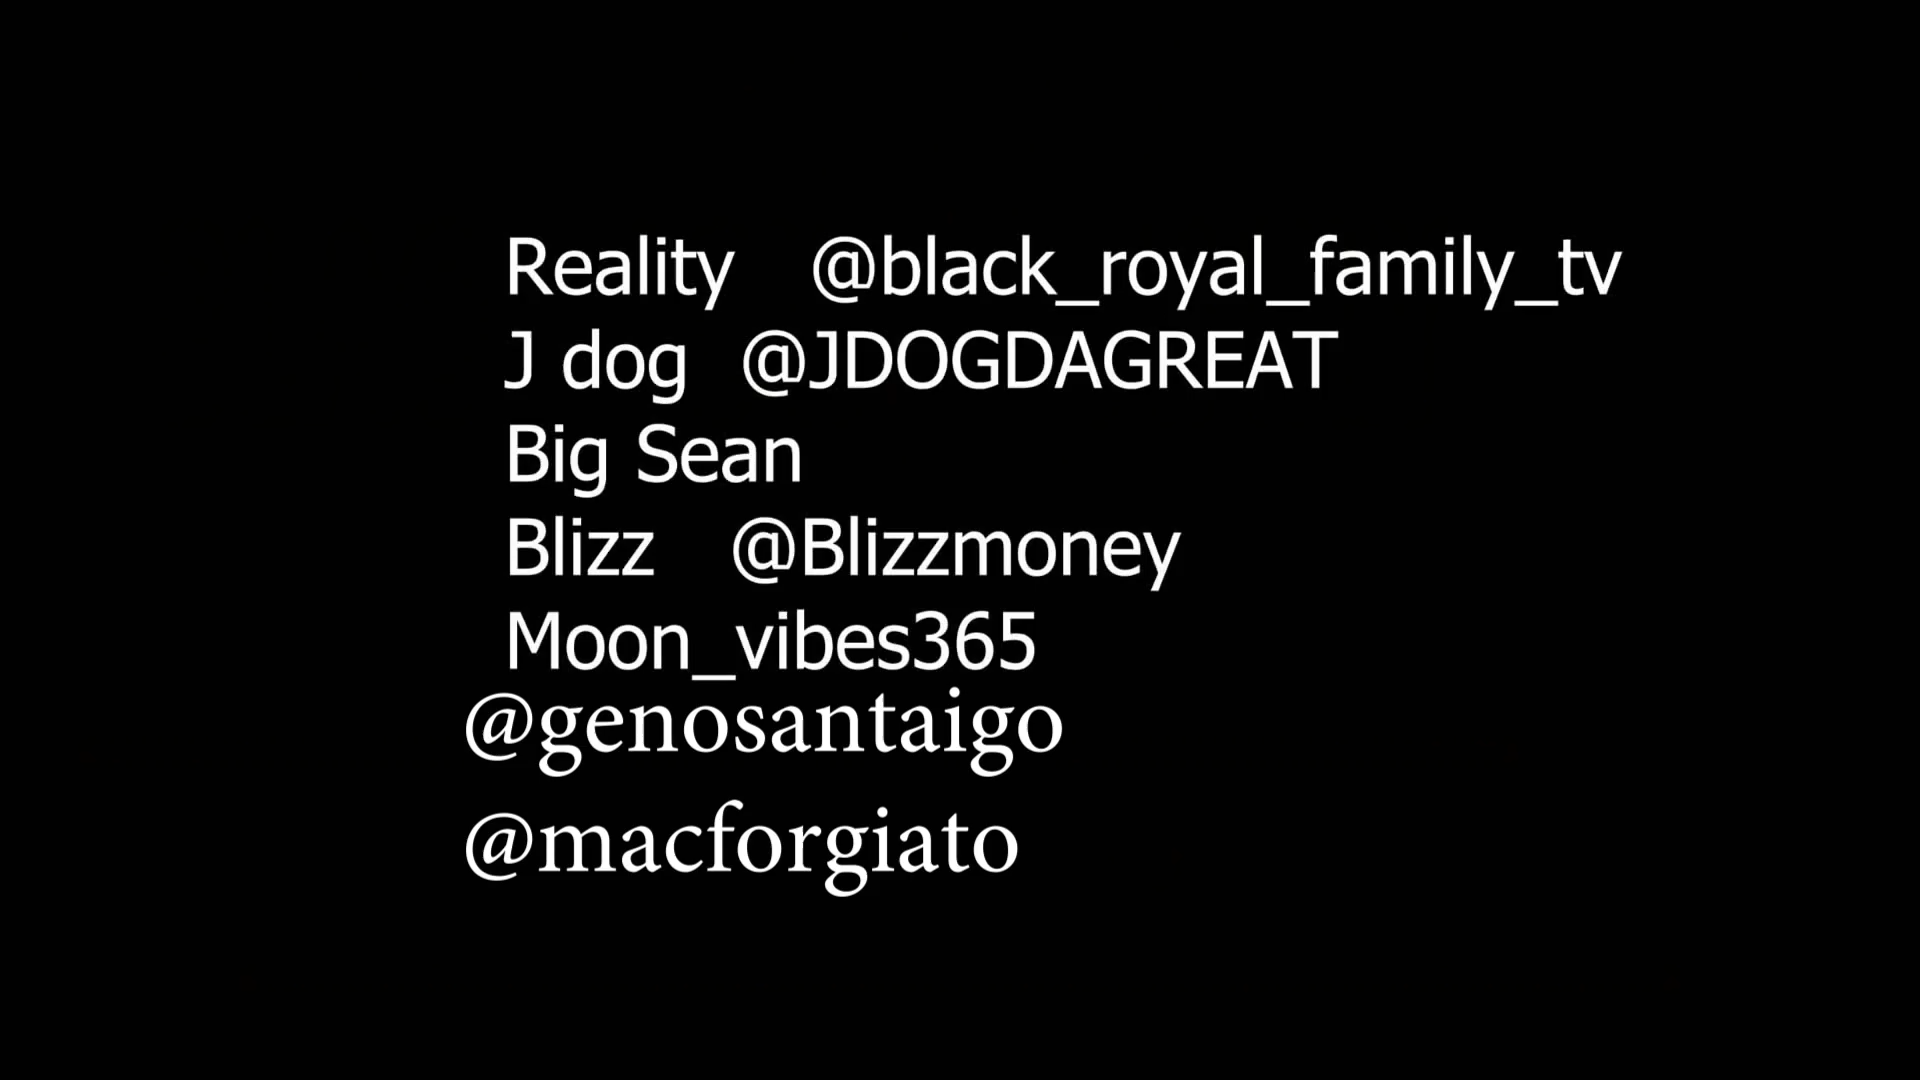 Reality @black_royal_family_tv
J dog @JDOGDAGREAT
Big Sean
Blizz @Blizzmoney
Moon_vibes365
@genosantaigo
@macforgiato